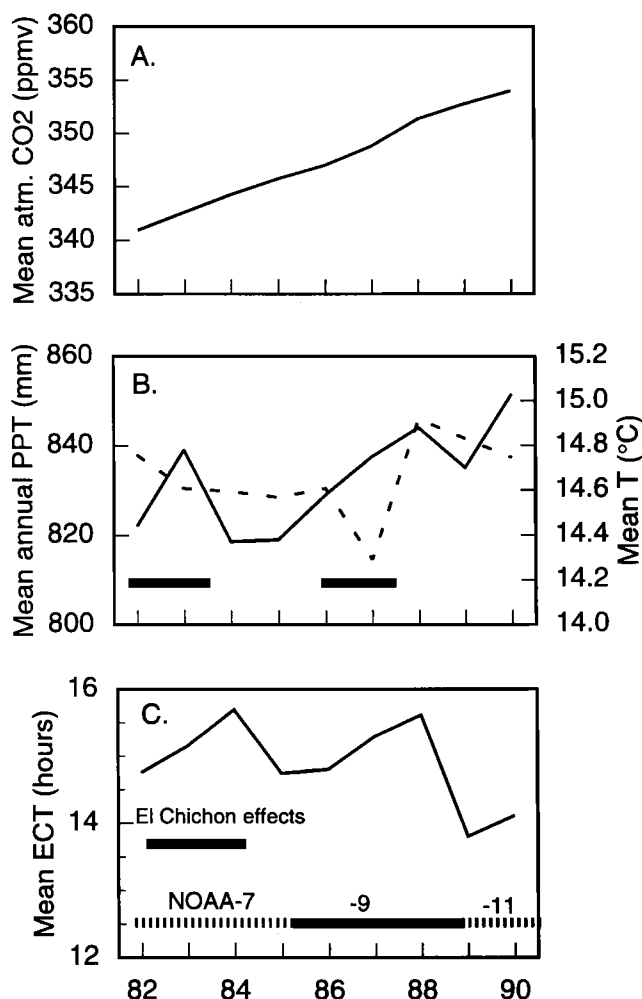 360
A.
355
350
345
340
335
Mean atm. CO2 (ppmv)
860
B.
840
820
800
Mean annual PPT (mm)
15.2
15.0
14.8
14.6
14.4
14.2
14.0
Mean T (°C)
16
C.
14
12
Mean ECT (hours)
El Chichon effects
NOAA-7 -9 -11
82 84 86 88 90